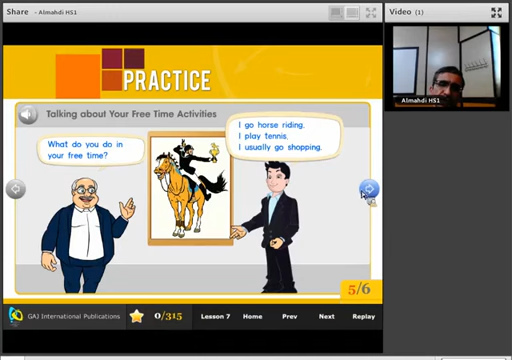 Share - Almahdi HS1
Video (1)
Almahdi HS1
PRACTICE
Talking about Your Free Time Activities
What do you do in
your free time?
I go horse riding.
I play tennis.
I usually go shopping.
5/6
GAJ International Publications
0/315
Lesson 7
Home
Prev
Next
Replay